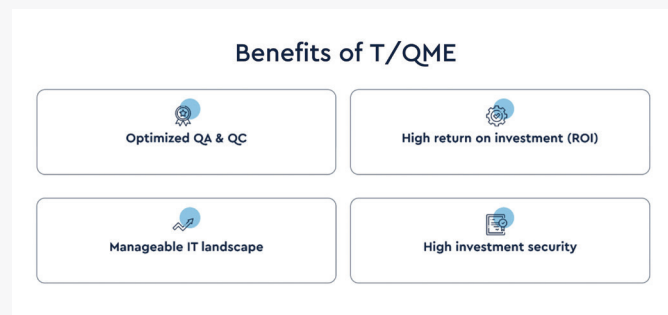 Benefits of T/QME
Optimized QA & QC
High return on investment (ROI)
Manageable IT landscape
High investment security